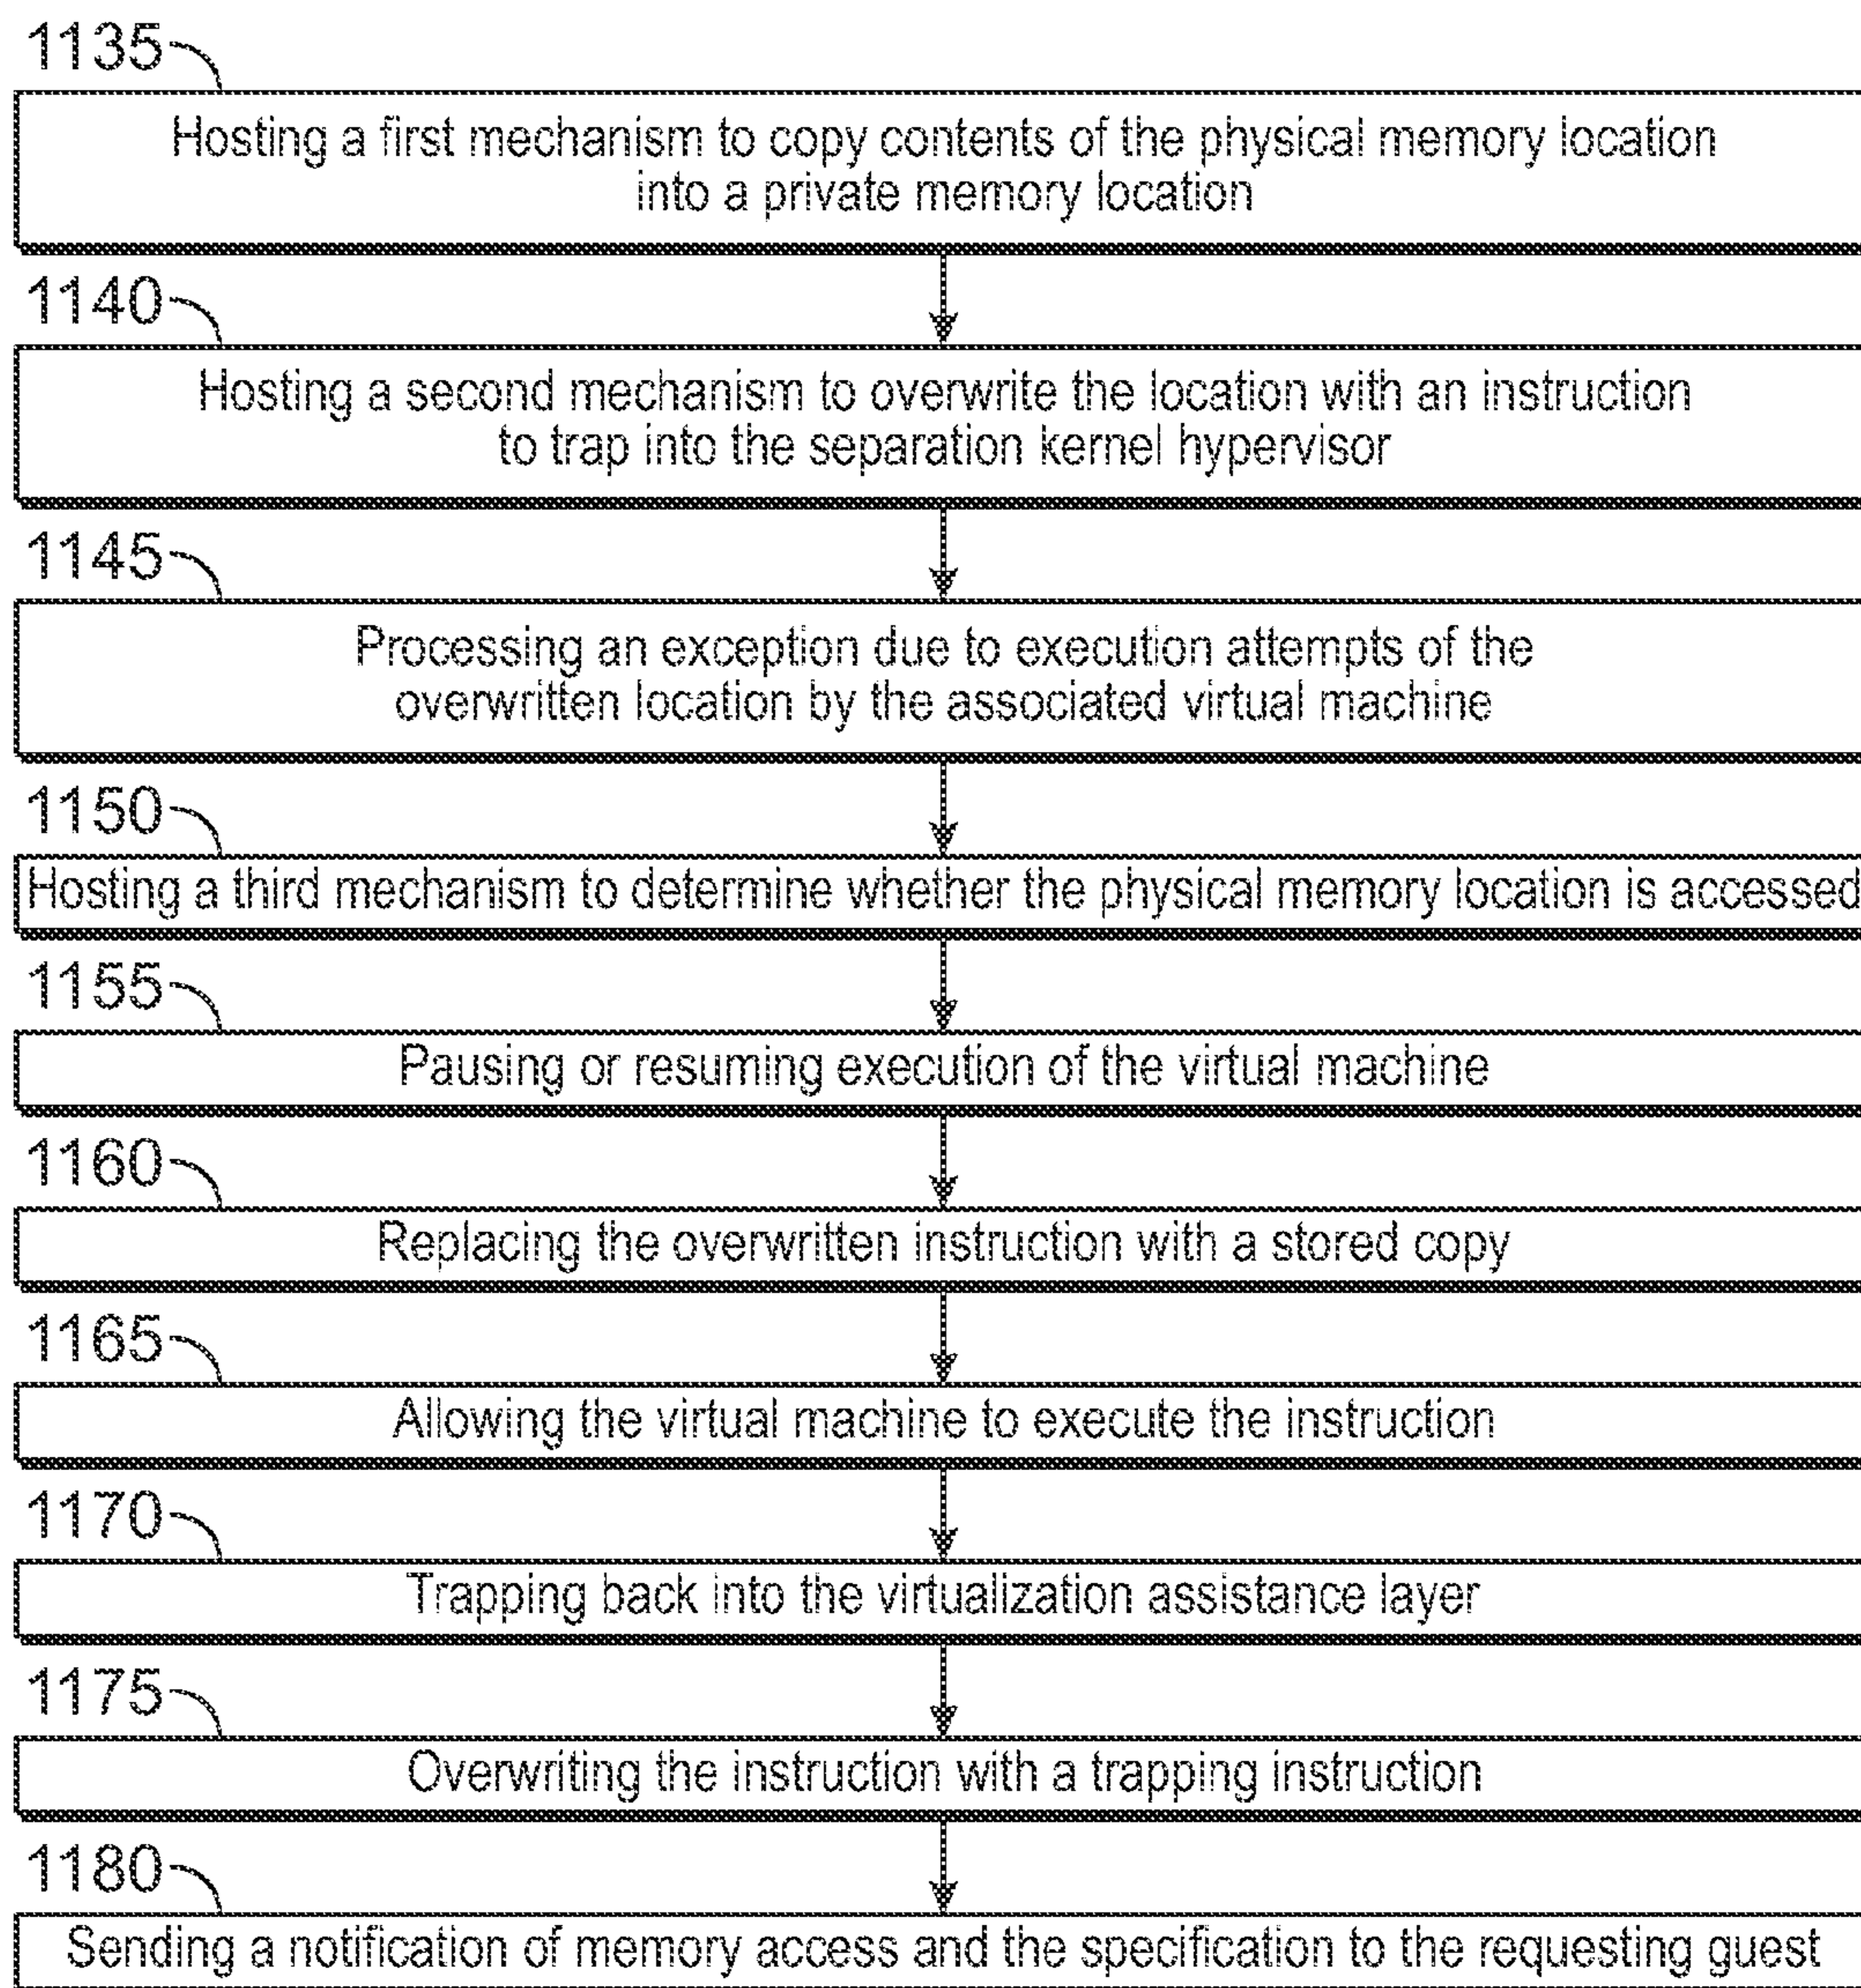 1135
Hosting a first mechanism to copy contents of the physical memory location
into a private memory location
1140
Hosting a second mechanism to overwrite the location with an instruction
to trap into the separation kernel hypervisor
1145
Processing an exception due to execution attempts of the
overwritten location by the associated virtual machine
1150
Hosting a third mechanism to determine whether the physical memory location is accessed
1155
Pausing or resuming execution of the virtual machine
1160
Replacing the overwritten instruction with a stored copy
1165
Allowing the virtual machine to execute the instruction
1170
Trapping back into the virtualization assistance layer
1175
Overwriting the instruction with a trapping instruction
1180
Sending a notification of memory access and the specification to the requesting guest